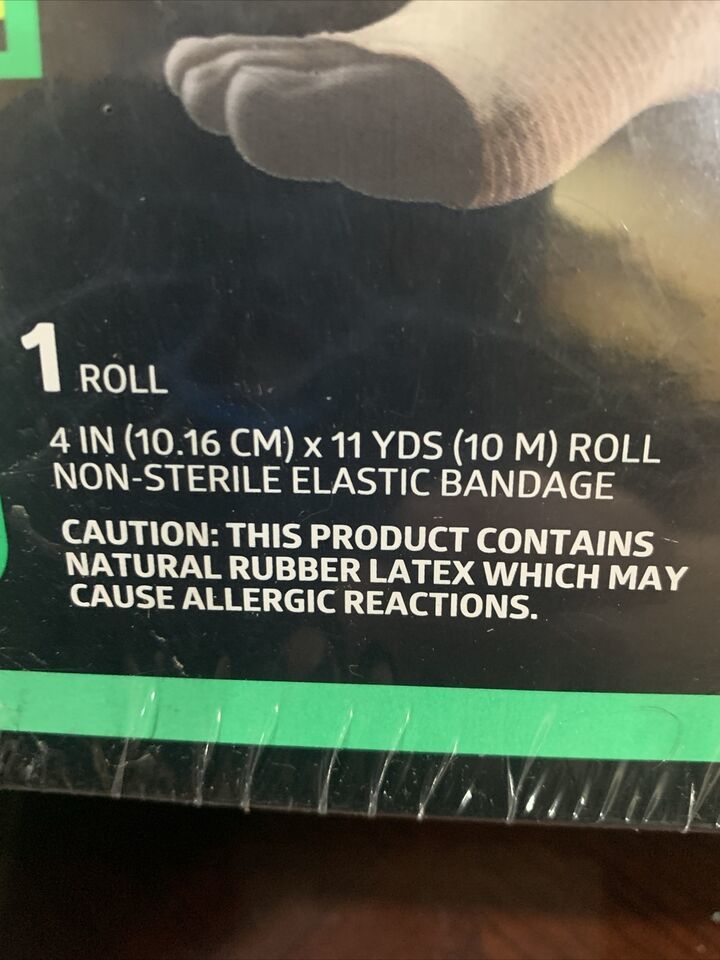 1 ROLL
4 IN (10.16 CM) x 11 YDS (10 M) ROLL
NON-STERILE ELASTIC BANDAGE
CAUTION: THIS PRODUCT CONTAINS
NATURAL RUBBER LATEX WHICH MAY
CAUSE ALLERGIC REACTIONS.